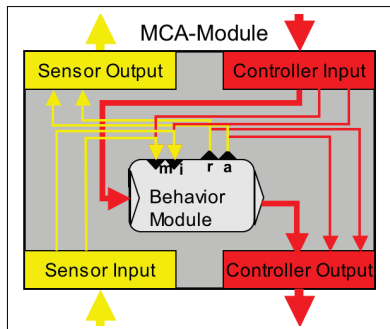 MCA-Module
Sensor Output
Controller Input
m i r a
Behavior
Module
Sensor Input
Controller Output